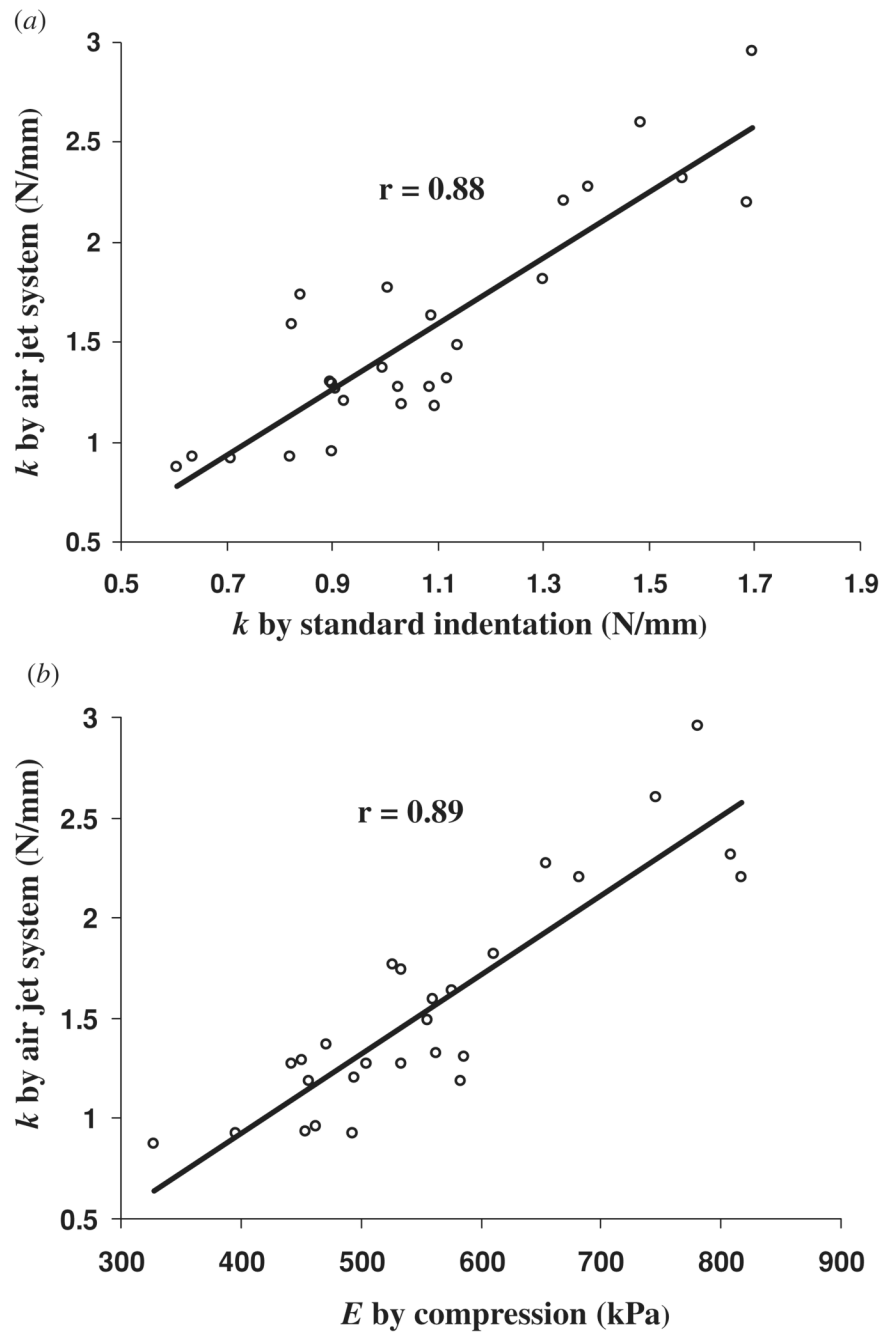 (a)
3
2.5
2
1.5
1
0.5
k by air jet system (N/mm)
r = 0.88
0.5 0.7 0.9 1.1 1.3 1.5 1.7 1.9
k by standard indentation (N/mm)
(b)
3
2.5
2
1.5
1
0.5
k by air jet system (N/mm)
r = 0.89
300 400 500 600 700 800 900
E by compression (kPa)